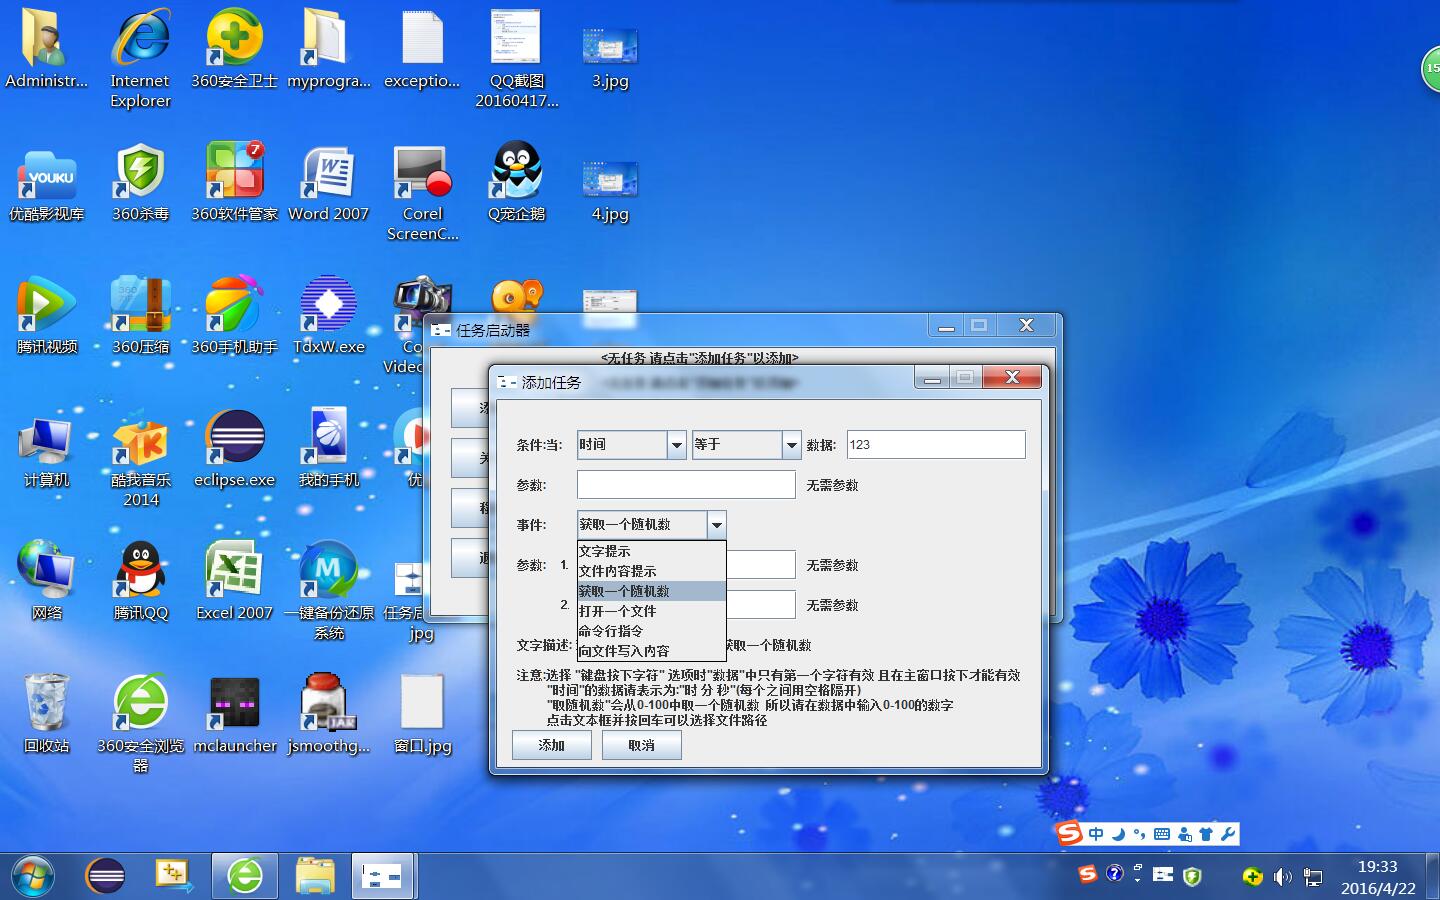 Administr...
Internet
Explorer
360安全卫士
myprogra...
exceptio...
QQ截图
20160417...
3.jpg
15
YOUKU
优酷影视库
360杀毒
7
360软件管家
W
Word 2007
Corel
ScreenC...
Q宠企鹅
4.jpg
腾讯视频
360
360压缩
360手机助手
TdxW.exe
Co
Video
计算机
酷我音乐
2014
eclipse.exe
我的手机
优
网络
腾讯QQ
Excel 2007
M
一键备份还原
系统
任务启
jpg
回收站
360安全浏览
器
mclauncher
JAR
jsmoothg...
窗口.jpg
任务启动器
<无任务 请点击"添加任务"以添加>
添加任务
条件:当:
时间
等于
数据:
123
参数:
无需参数
事件:
获取一个随机数
文字提示
文件内容提示
获取一个随机数
打开一个文件
命令行指令
向文件写入内容
参数:
1.
无需参数
2.
无需参数
文字描述:
获取一个随机数
注意:选择 "键盘按下字符" 选项时"数据"中只有第一个字符有效 且在主窗口按下才能有效
"时间"的数据请表示为:"时 分 秒"(每个之间用空格隔开)
"取随机数"会从0-100中取一个随机数 所以请在数据中输入0-100的数字
点击文本框并按回车可以选择文件路径
添加
取消
中
19:33
2016/4/22